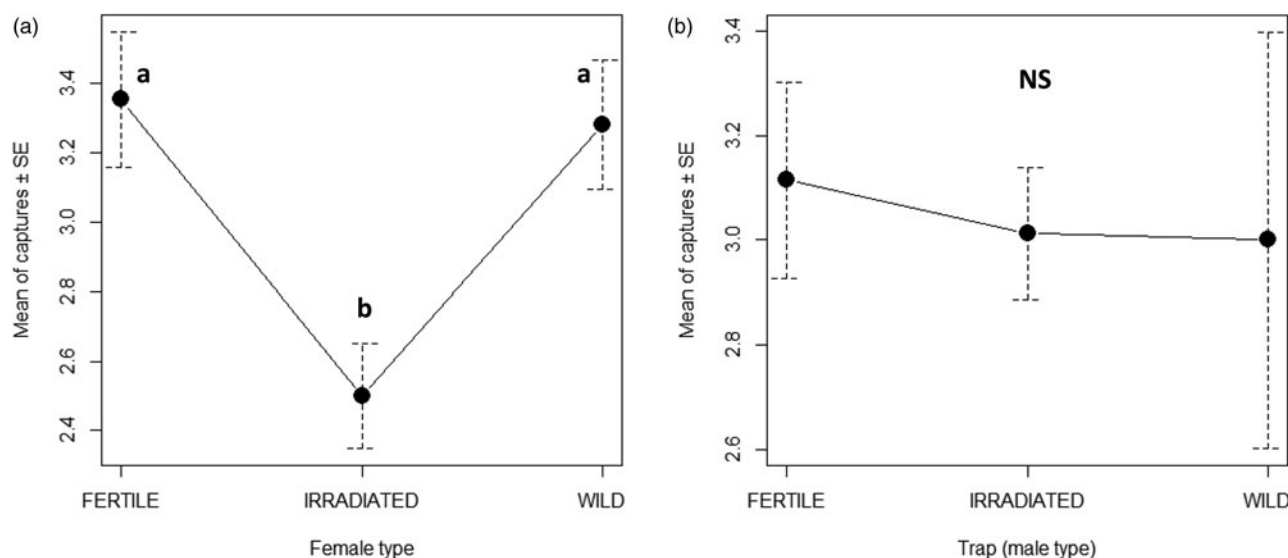 (a)
Mean of captures ± SE
3.4
3.2
3.0
2.8
2.6
2.4
a
b
a
FERTILE IRRADIATED WILD
Female type
(b)
Mean of captures ± SE
3.4
3.2
3.0
2.8
2.6
NS
FERTILE IRRADIATED WILD
Trap (male type)